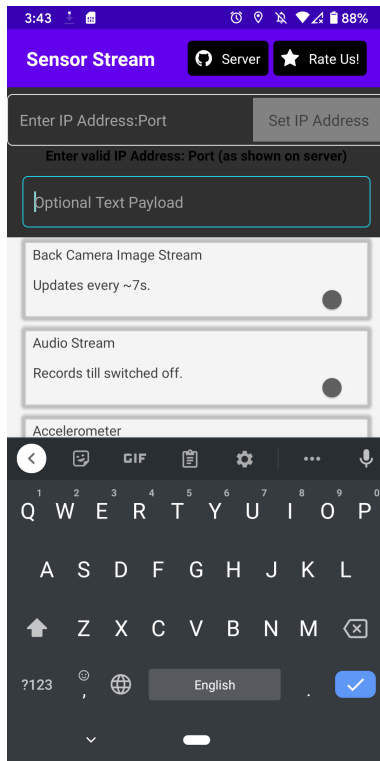 3:43 88%
Sensor Stream Server Rate Us!
Enter IP Address:Port Set IP Address
Enter valid IP Address: Port (as shown on server)
Optional Text Payload
Back Camera Image Stream
Updates every ~7s.
Audio Stream
Records till switched off.
Accelerometer
GIF
1 2 3 4 5 6 7 8 9 0
Q W E R T Y U I O P
A S D F G H J K L
Z X C V B N M
?123 , English .